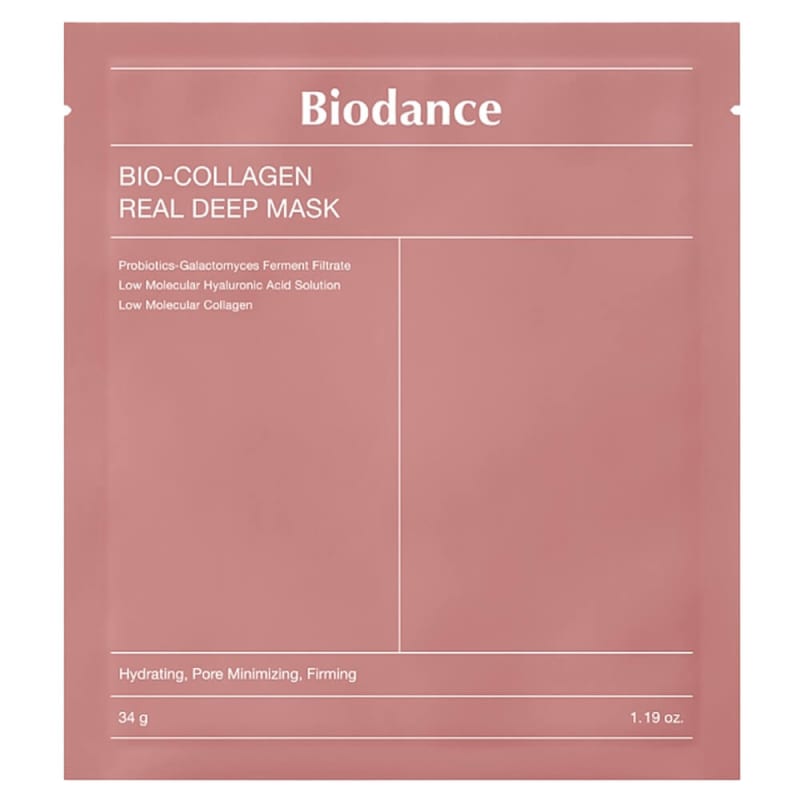 Biodance
BIO-COLLAGEN
REAL DEEP MASK
Probiotics-Galactomyces Ferment Filtrate
Low Molecular Hyaluronic Acid Solution
Low Molecular Collagen
Hydrating, Pore Minimizing, Firming
34 g
1.19 oz.